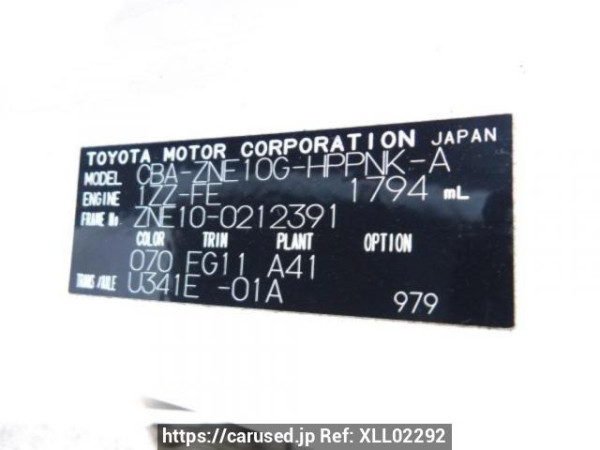 TOYOTA MOTOR CORPORATION JAPAN
MODEL CBA-ZNE10G-HPPNK-A
ENGINE 1ZZ-FE 1794 mL
FRAME No ZNE10-0212391
COLOR TRIM PLANT OPTION
070 FG11 A41
TRANS/AXLE U341E -01A 979
https://carused.jp Ref: XLL02292